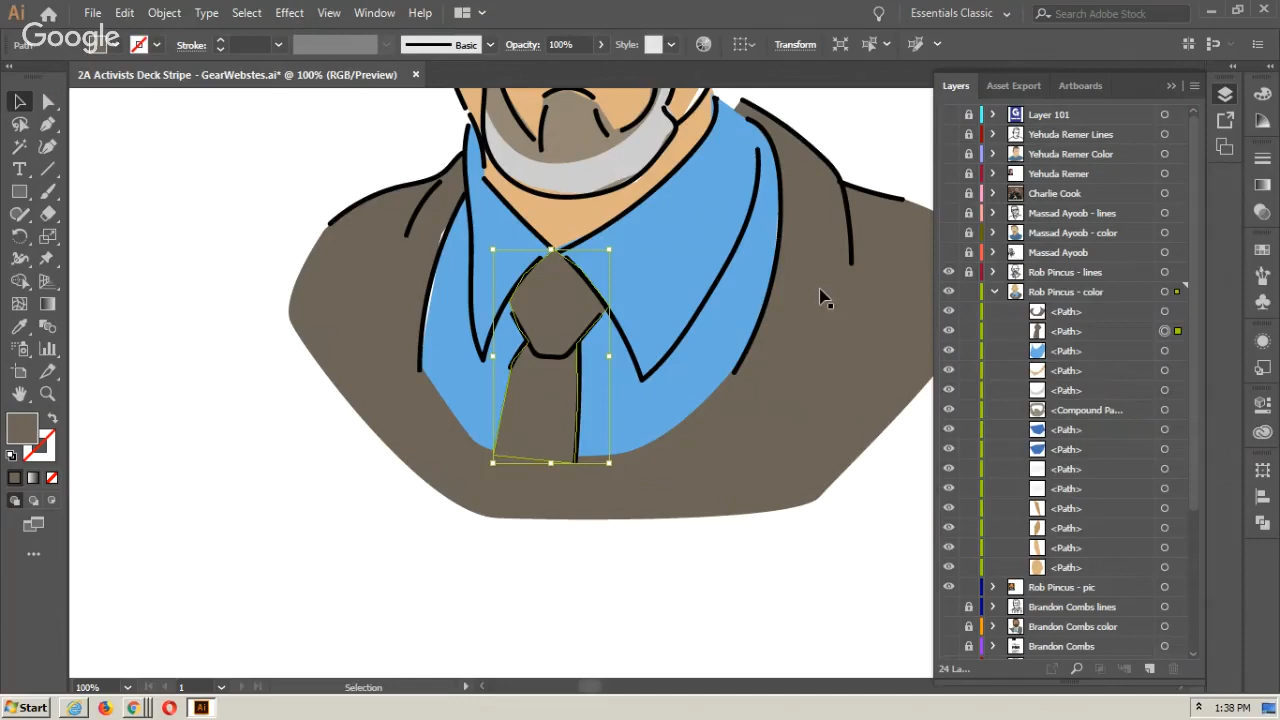 Ai
File
Edit
Object
Type
Select
Effect
View
Window
Help
Essentials Classic
Search Adobe Stock
Google
Path
Stroke:
Basic
Opacity:
100%
Style:
Transform
2A Activists Deck Stripe - GearWebstes.ai* @ 100% (RGB/Preview)
Layers
Asset Export
Artboards
Layer 101
Yehuda Remer Lines
Yehuda Remer Color
Yehuda Remer
Charlie Cook
Massad Ayoob - lines
Massad Ayoob - color
Massad Ayoob
Rob Pincus - lines
Rob Pincus - color
<Path>
<Path>
<Path>
<Path>
<Path>
<Compound Pa...
<Path>
<Path>
<Path>
<Path>
<Path>
<Path>
<Path>
<Path>
Rob Pincus - pic
Brandon Combs lines
Brandon Combs color
Brandon Combs
24 La...
100%
1
Selection
Start
Ai
1:38 PM